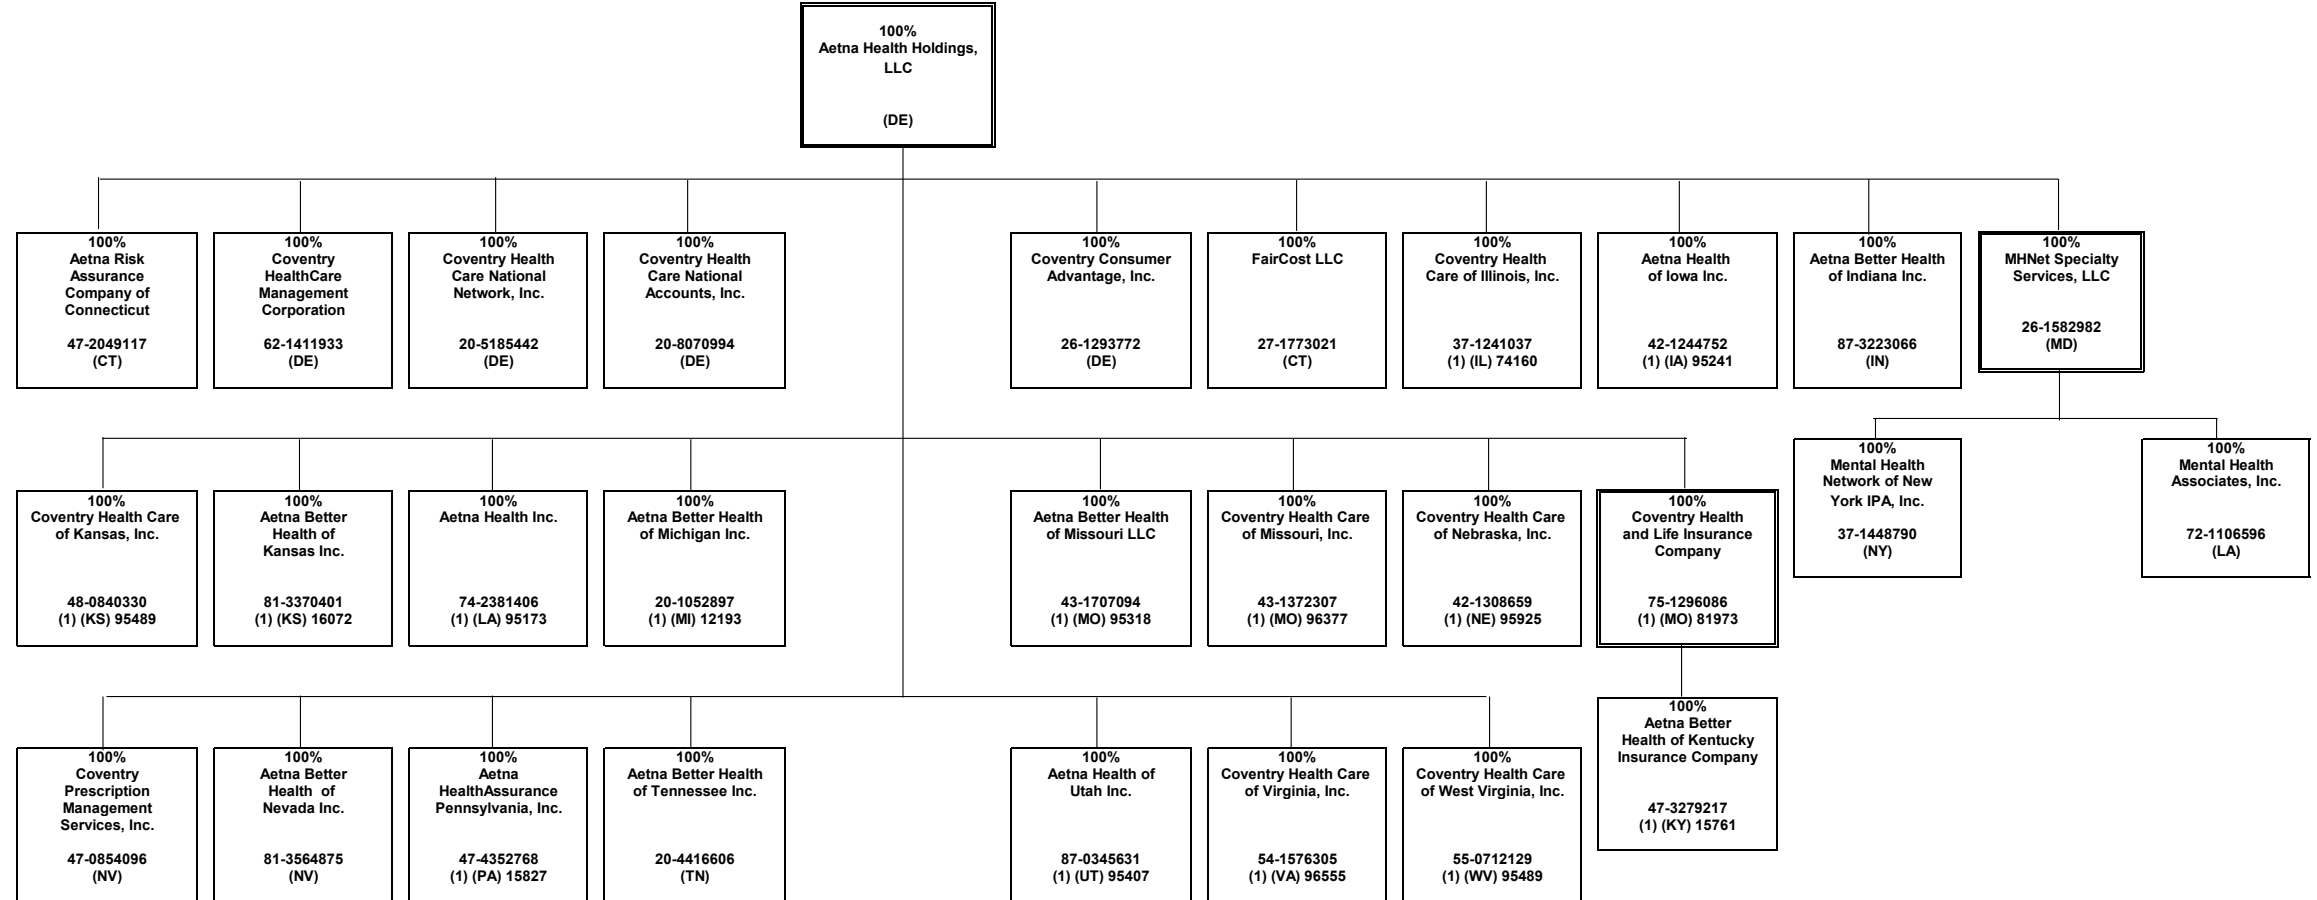 100%
Aetna Health Holdings,
LLC
(DE)
100%
Aetna Risk
Assurance
Company of
Connecticut
47-2049117
(CT)
100%
Coventry
HealthCare
Management
Corporation
62-1411933
(DE)
100%
Coventry Health
Care National
Network, Inc.
20-5185442
(DE)
100%
Coventry Health
Care National
Accounts, Inc.
20-8070994
(DE)
100%
Coventry Consumer
Advantage, Inc.
26-1293772
(DE)
100%
FairCost LLC
27-1773021
(CT)
100%
Coventry Health
Care of Illinois, Inc.
37-1241037
(1) (IL) 74160
100%
Aetna Health
of Iowa Inc.
42-1244752
(1) (IA) 95241
100%
Aetna Better Health
of Indiana Inc.
87-3223066
(IN)
100%
MHNet Specialty
Services, LLC
26-1582982
(MD)
100%
Mental Health
Network of New
York IPA, Inc.
37-1448790
(NY)
100%
Mental Health
Associates, Inc.
72-1106596
(LA)
100%
Coventry Health Care
of Kansas, Inc.
48-0840330
(1) (KS) 95489
100%
Aetna Better
Health of
Kansas Inc.
81-3370401
(1) (KS) 16072
100%
Aetna Health Inc.
74-2381406
(1) (LA) 95173
100%
Aetna Better Health
of Michigan Inc.
20-1052897
(1) (MI) 12193
100%
Aetna Better Health
of Missouri LLC
43-1707094
(1) (MO) 95318
100%
Coventry Health Care
of Missouri, Inc.
43-1372307
(1) (MO) 96377
100%
Coventry Health Care
of Nebraska, Inc.
42-1308659
(1) (NE) 95925
100%
Coventry Health
and Life Insurance
Company
75-1296086
(1) (MO) 81973
100%
Aetna Better
Health of Kentucky
Insurance Company
47-3279217
(1) (KY) 15761
100%
Coventry
Prescription
Management
Services, Inc.
47-0854096
(NV)
100%
Aetna Better
Health of
Nevada Inc.
81-3564875
(NV)
100%
Aetna
HealthAssurance
Pennsylvania, Inc.
47-4352768
(1) (PA) 15827
100%
Aetna Better Health
of Tennessee Inc.
20-4416606
(TN)
100%
Aetna Health of
Utah Inc.
87-0345631
(1) (UT) 95407
100%
Coventry Health Care
of Virginia, Inc.
54-1576305
(1) (VA) 96555
100%
Coventry Health Care
of West Virginia, Inc.
55-0712129
(1) (WV) 95489